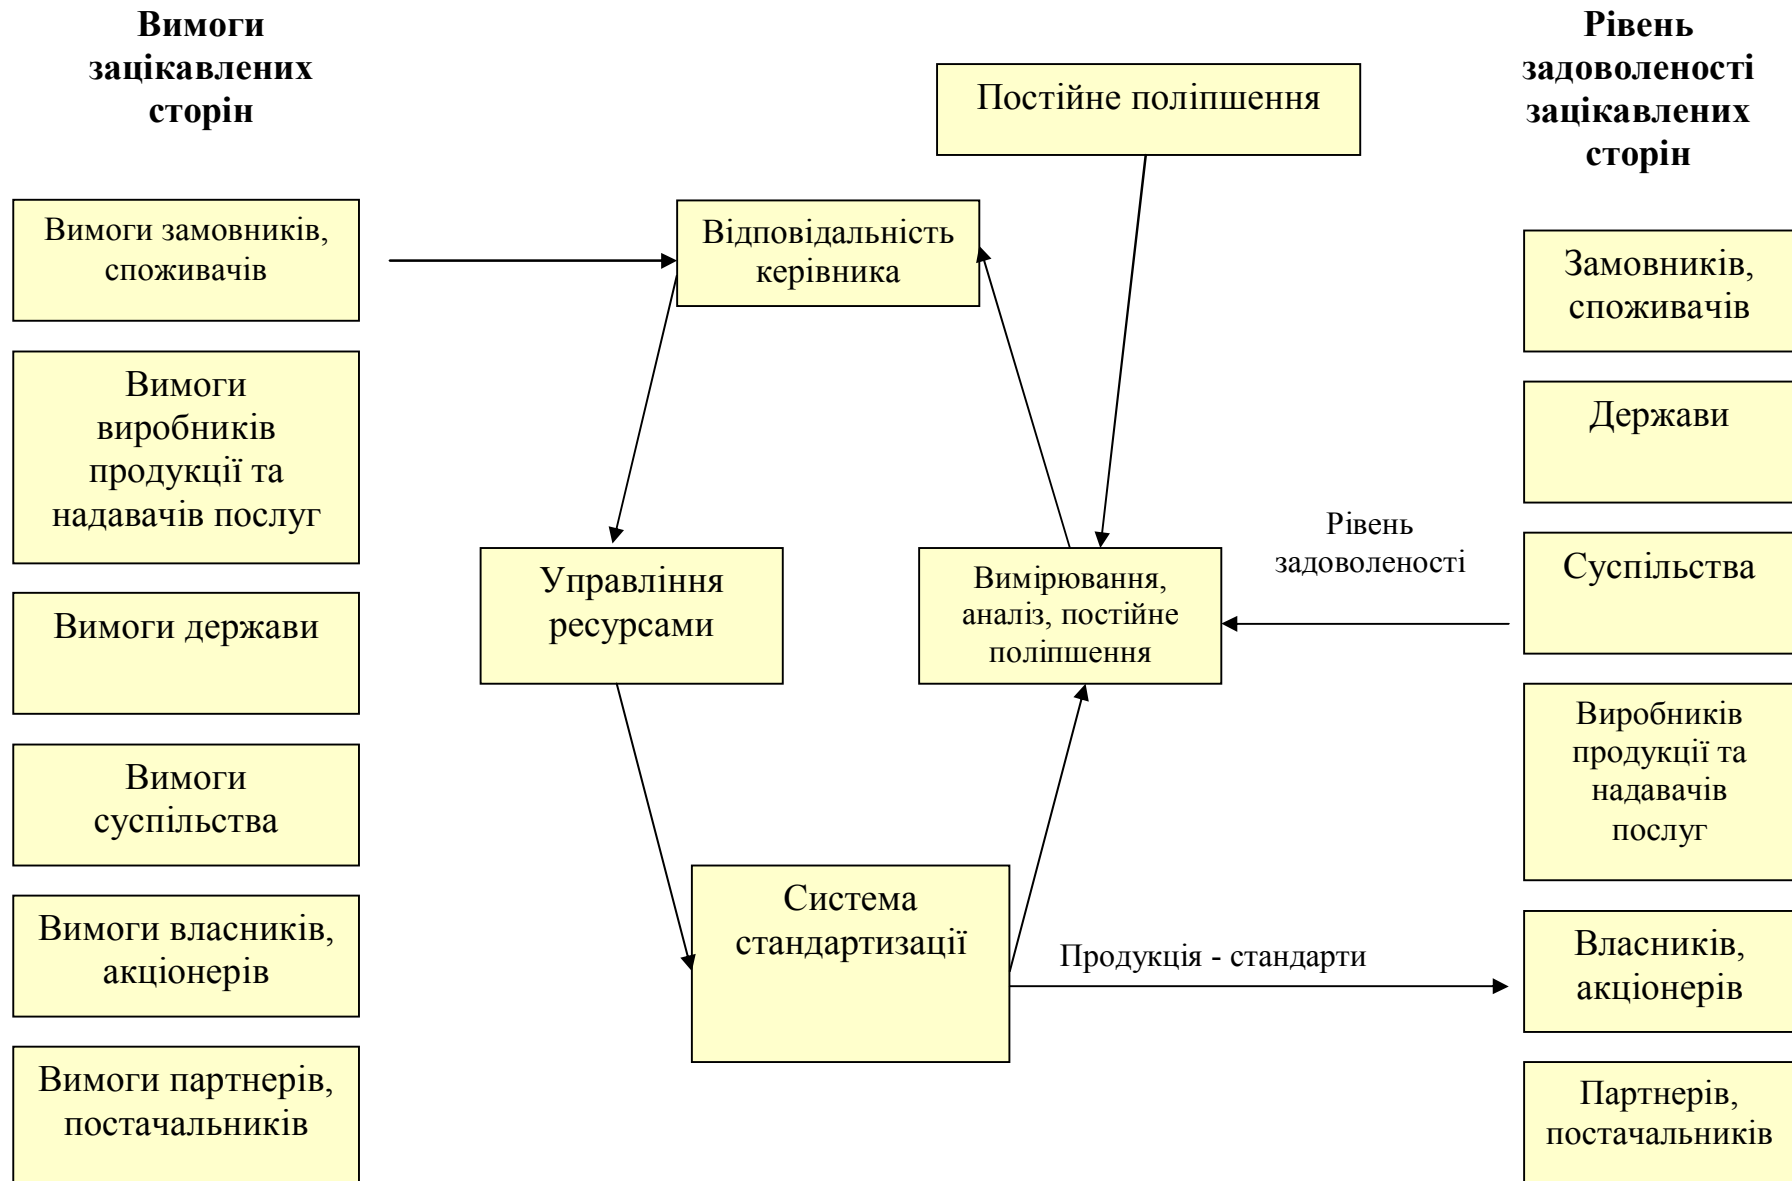 Вимоги
зацікавлених
сторін
Рівень
задоволеності
зацікавлених
сторін
Постійне поліпшення
Вимоги замовників,
споживачів
Вимоги
виробників
продукції та
надавачів послуг
Вимоги держави
Вимоги
суспільства
Вимоги власників,
акціонерів
Вимоги партнерів,
постачальників
Відповідальність
керівника
Управління
ресурсами
Система
стандартизації
Вимірювання,
аналіз, постійне
поліпшення
Рівень
задоволеності
Продукція - стандарти
Замовників,
споживачів
Держави
Суспільства
Виробників
продукції та
надавачів
послуг
Власників,
акціонерів
Партнерів,
постачальників